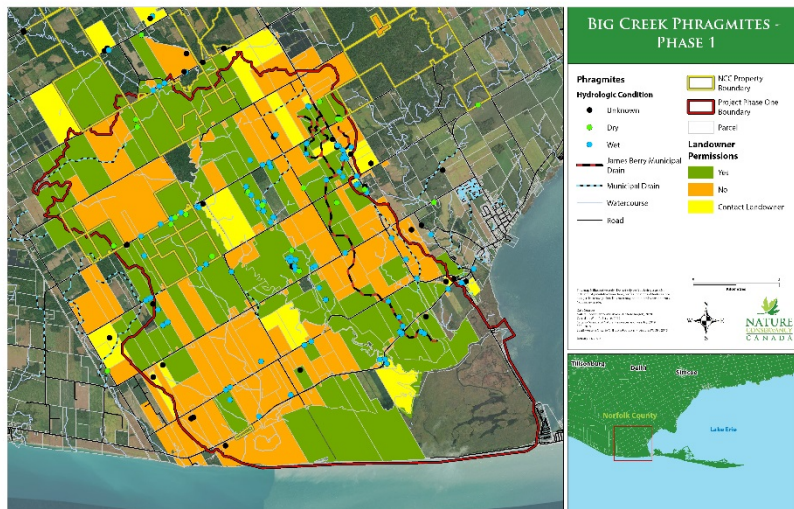 BIG CREEK PHRAGMITES -
PHASE 1
Phragmites
Hydrologic Condition
Unknown
Dry
Wet
James Berry Municipal
Drain
Municipal Drain
Watercourse
Road
NCC Property
Boundary
Project Phase One
Boundary
Parcel
Landowner
Permissions
Yes
No
Contact Landowner
N
W
E
S
NATURE
CONSERVANCY
CANADA
Tillsonburg
Delhi
Simcoe
Norfolk County
Lake Erie